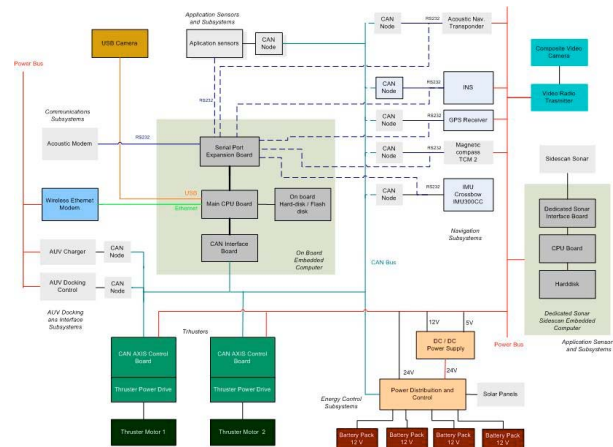 Application Sensors
and Subsystems
USB Camera
Aplication sensors
CAN
Node
CAN
Node
RS232
Acoustic Nav.
Transponder
Composite Video
Camera
Power Bus
RS232
RS232
CAN
Node
RS232
INS
Video Radio
Trasmitter
Communications
Subsystems
CAN
Node
GPS Receiver
Acoustic Modem
RS232
Serial Port
Expansion Board
CAN
Node
RS232
Magnetic
compass
TCM 2
Sidescan Sonar
USB
Wireless Ethernet
Modem
Ethernet
Main CPU Board
On board
Hard-disk / Flash
disk
CAN
Node
RS232
IMU
Crossbow
IMU300CC
Dedicated Sonar
Interface Board
Navigation
Subsystems
AUV Charger
CAN
Node
CAN Interface
Board
On Board
Embedded
Computer
CPU Board
CAN Bus
AUV Docking
Control
CAN
Node
Harddisk
AUV Docking
ans Interface
Subsystems
Dedicated Sonar
Sidescan Embedded
Computer
Thrusters
12V
5V
Power Bus
Application Sensor
and Subsystems
CAN AXIS Control
Board
CAN AXIS Control
Board
DC / DC
Power Supply
24V
24V
Thruster Power Drive
Thruster Power Drive
Energy Control
Subsystems
Power Distribuition and
Control
Solar Panels
Thruster Motor 1
Thruster Motor 2
Battery Pack
12 V
Battery Pack
12 V
Battery Pack
12 V
Battery Pack
12 V